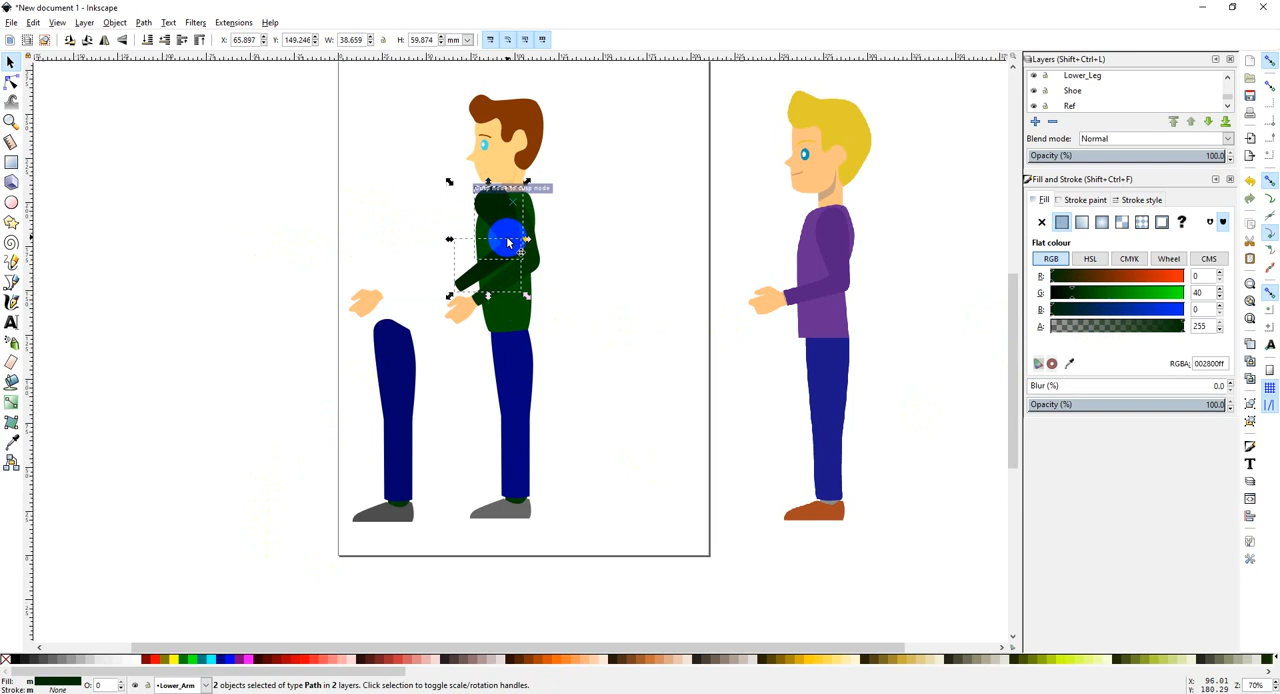 *New document 1 - Inkscape
File Edit View Layer Object Path Text Filters Extensions Help
X: 65.897 Y: 149.246 W: 38.659 H: 59.874 mm
Layers (Shift+Ctrl+L)
Lower_Leg
Shoe
Ref
Blend mode: Normal
Opacity (%) 100.0
Fill and Stroke (Shift+Ctrl+F)
Fill Stroke paint Stroke style
Flat colour
RGB HSL CMYK Wheel CMS
R: 0
G: 40
B: 0
A: 255
RGBA: 002800ff
Blur (%) 0.0
Opacity (%) 100.0
Fill: m
Stroke: m None
O: 0
•Lower_Arm
2 objects selected of type Path in 2 layers. Click selection to toggle scale/rotation handles.
X: 96.01
Y: 180.29
Z: 70%